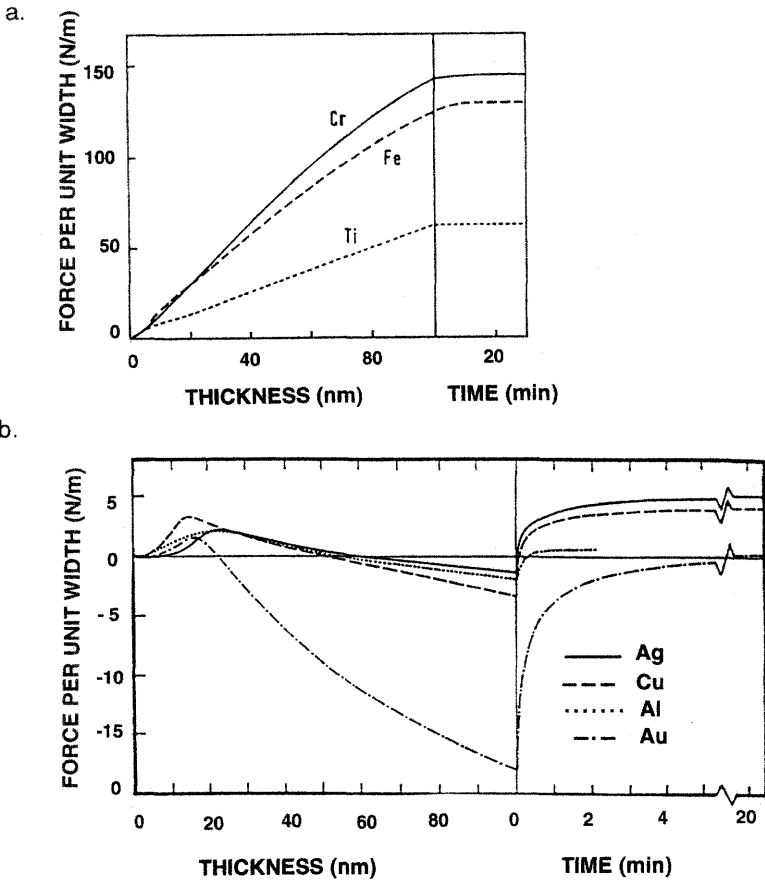 a.
FORCE PER UNIT WIDTH (N/m)
150
100
50
0
Cr
Fe
Ti
0 40 80 20
THICKNESS (nm) TIME (min)
b.
FORCE PER UNIT WIDTH (N/m)
5
0
- 5
-10
-15
0
Ag
Cu
Al
Au
0 20 40 60 80 0 2 4 20
THICKNESS (nm) TIME (min)